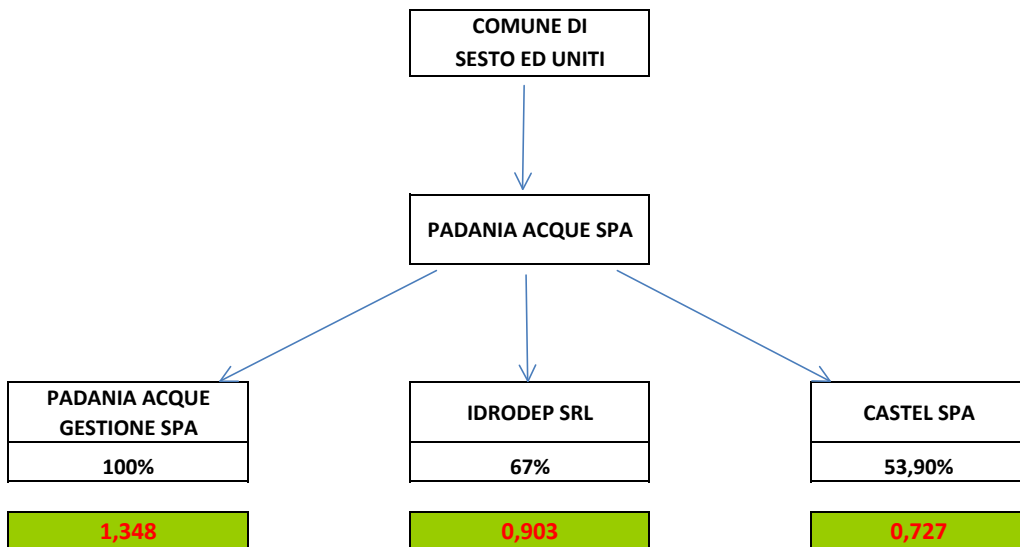 COMUNE DI
SESTO ED UNITI
PADANIA ACQUE SPA
PADANIA ACQUE
GESTIONE SPA
100%
1,348
IDRODEP SRL
67%
0,903
CASTEL SPA
53,90%
0,727